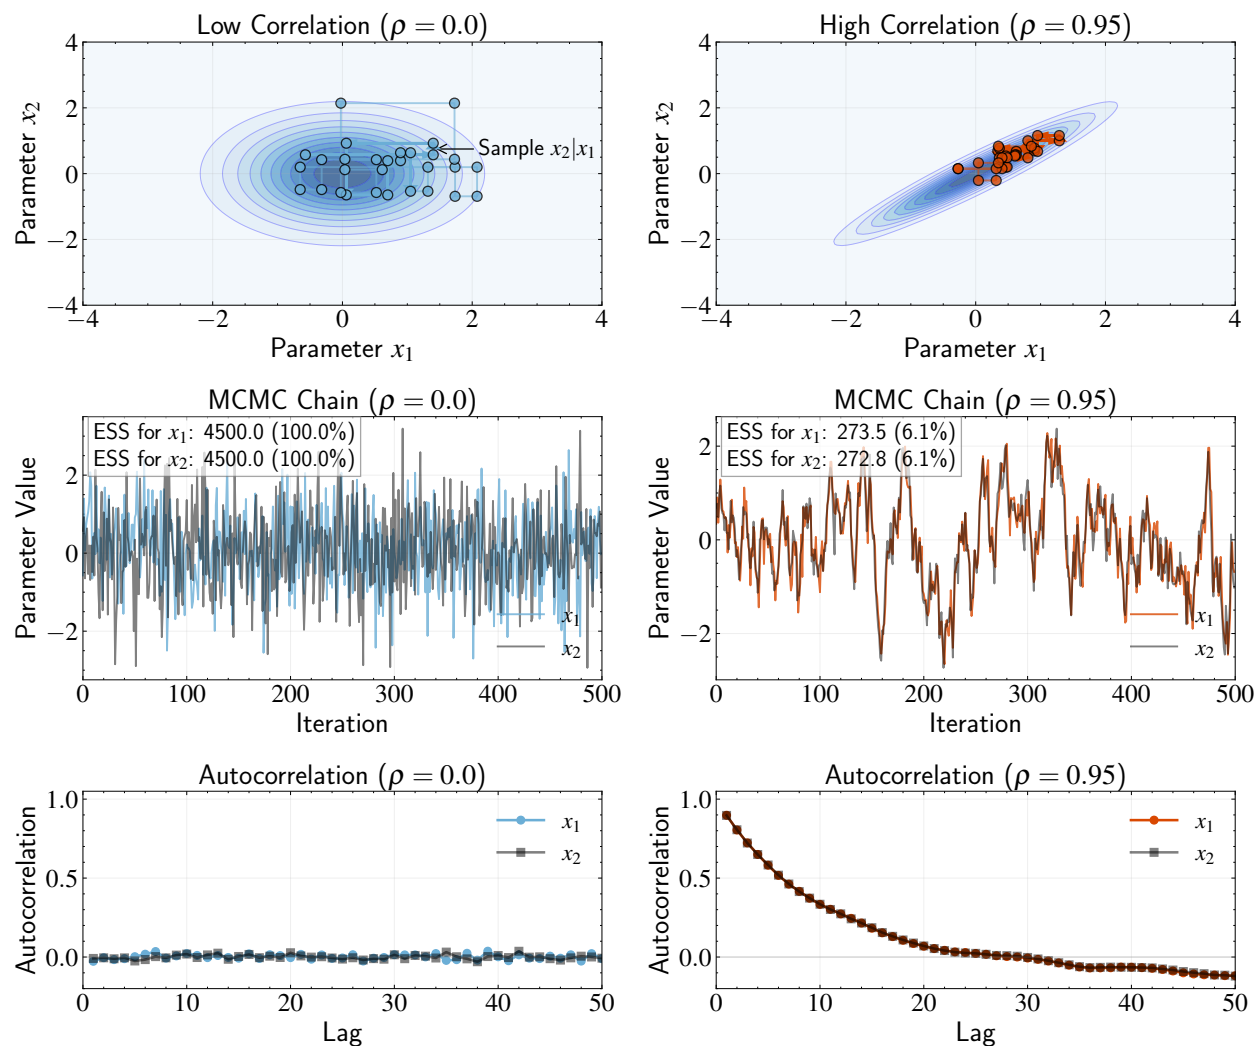 Low Correlation (ρ = 0.0)
4
2
0
−2
−4
Parameter x₂
Sample x₂|x₁
−4
−2
0
2
4
Parameter x₁
High Correlation (ρ = 0.95)
4
2
0
−2
−4
Parameter x₂
−4
−2
0
2
4
Parameter x₁
MCMC Chain (ρ = 0.0)
ESS for x₁: 4500.0 (100.0%)
ESS for x₂: 4500.0 (100.0%)
2
0
−2
Parameter Value
x₁
x₂
0
100
200
300
400
500
Iteration
MCMC Chain (ρ = 0.95)
ESS for x₁: 273.5 (6.1%)
ESS for x₂: 272.8 (6.1%)
2
0
−2
Parameter Value
x₁
x₂
0
100
200
300
400
500
Iteration
Autocorrelation (ρ = 0.0)
1.0
0.5
0.0
Autocorrelation
x₁
x₂
0
10
20
30
40
50
Lag
Autocorrelation (ρ = 0.95)
1.0
0.5
0.0
Autocorrelation
x₁
x₂
0
10
20
30
40
50
Lag